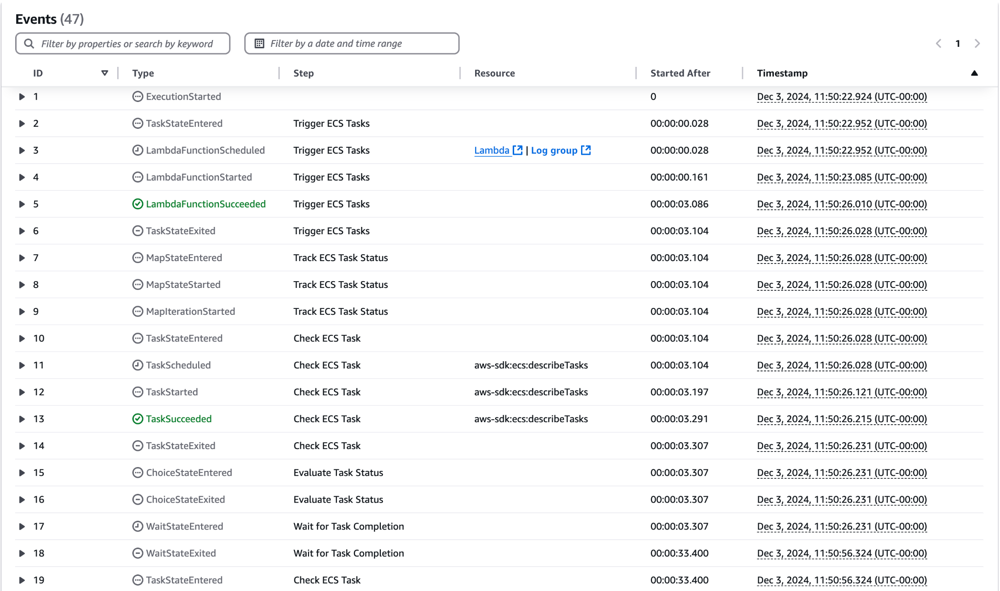 Events (47)
Filter by properties or search by keyword Filter by a date and time range 1
ID Type Step Resource Started After Timestamp
1 ExecutionStarted 0 Dec 3, 2024, 11:50:22.924 (UTC-00:00)
2 TaskStateEntered Trigger ECS Tasks 00:00:00.028 Dec 3, 2024, 11:50:22.952 (UTC-00:00)
3 LambdaFunctionScheduled Trigger ECS Tasks Lambda | Log group 00:00:00.028 Dec 3, 2024, 11:50:22.952 (UTC-00:00)
4 LambdaFunctionStarted Trigger ECS Tasks 00:00:00.161 Dec 3, 2024, 11:50:23.085 (UTC-00:00)
5 LambdaFunctionSucceeded Trigger ECS Tasks 00:00:03.086 Dec 3, 2024, 11:50:26.010 (UTC-00:00)
6 TaskStateExited Trigger ECS Tasks 00:00:03.104 Dec 3, 2024, 11:50:26.028 (UTC-00:00)
7 MapStateEntered Track ECS Task Status 00:00:03.104 Dec 3, 2024, 11:50:26.028 (UTC-00:00)
8 MapStateStarted Track ECS Task Status 00:00:03.104 Dec 3, 2024, 11:50:26.028 (UTC-00:00)
9 MapIterationStarted Track ECS Task Status 00:00:03.104 Dec 3, 2024, 11:50:26.028 (UTC-00:00)
10 TaskStateEntered Check ECS Task 00:00:03.104 Dec 3, 2024, 11:50:26.028 (UTC-00:00)
11 TaskScheduled Check ECS Task aws-sdk:ecs:describeTasks 00:00:03.104 Dec 3, 2024, 11:50:26.028 (UTC-00:00)
12 TaskStarted Check ECS Task aws-sdk:ecs:describeTasks 00:00:03.197 Dec 3, 2024, 11:50:26.121 (UTC-00:00)
13 TaskSucceeded Check ECS Task aws-sdk:ecs:describeTasks 00:00:03.291 Dec 3, 2024, 11:50:26.215 (UTC-00:00)
14 TaskStateExited Check ECS Task 00:00:03.307 Dec 3, 2024, 11:50:26.231 (UTC-00:00)
15 ChoiceStateEntered Evaluate Task Status 00:00:03.307 Dec 3, 2024, 11:50:26.231 (UTC-00:00)
16 ChoiceStateExited Evaluate Task Status 00:00:03.307 Dec 3, 2024, 11:50:26.231 (UTC-00:00)
17 WaitStateEntered Wait for Task Completion 00:00:03.307 Dec 3, 2024, 11:50:26.231 (UTC-00:00)
18 WaitStateExited Wait for Task Completion 00:00:33.400 Dec 3, 2024, 11:50:56.324 (UTC-00:00)
19 TaskStateEntered Check ECS Task 00:00:33.400 Dec 3, 2024, 11:50:56.324 (UTC-00:00)